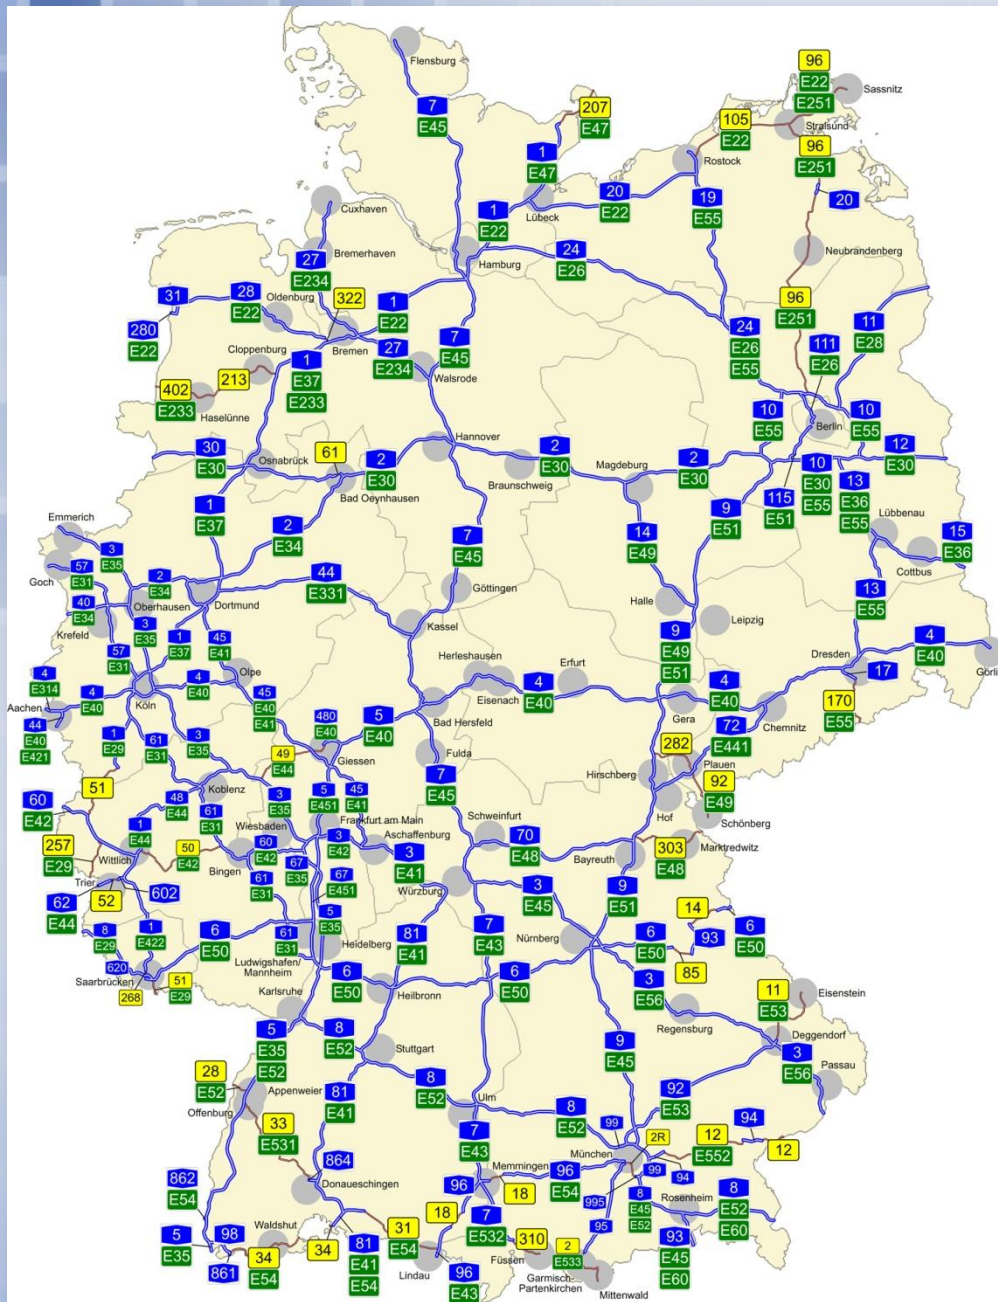 Flensburg
7
E45
207
E47
96
E22
E251
Sassnitz
105
E22
Stralsund
96
E251
Rostock
1
E47
20
E22
Lübeck
19
E55
20
Cuxhaven
1
E22
Hamburg
24
E26
Neubrandenberg
Bremerhaven
27
E234
31
28
E22
Oldenburg
322
1
E22
96
E251
280
E22
Bremen
7
E45
27
E234
Walsrode
24
E26
E55
11
E28
111
E26
Cloppenburg
1
E37
E233
213
402
E233
Haselünne
10
E55
Berlin
10
E55
30
E30
Osnabrück
61
2
E30
Bad Oeynhausen
Hannover
2
E30
Braunschweig
Magdeburg
2
E30
10
E30
E55
12
E30
13
E36
E55
115
E51
9
E51
1
E37
2
E34
7
E45
14
E49
Lübbenau
15
E36
Cottbus
Emmerich
3
E35
57
E31
Goch
2
E34
44
E331
Göttingen
Halle
Leipzig
13
E55
40
E34
Krefeld
Oberhausen
Dortmund
3
E35
1
E37
45
E41
57
E31
Kassel
9
E49
E51
Dresden
4
E40
17
Görli
Herleshausen
Eisenach
Erfurt
4
E40
4
E314
Aachen
4
E40
Köln
4
E40
Olpe
44
E40
E421
45
E40
E41
480
E40
5
E40
Bad Hersfeld
Gera
4
E40
Chemnitz
170
E55
72
E441
1
E29
61
E31
3
E35
49
E44
Giessen
Fulda
282
Plauen
Hirschberg
92
E49
51
60
E42
48
E44
Koblenz
61
E31
3
E35
5
E451
45
E41
7
E45
Hof
Schönberg
1
E44
Wiesbaden
Frankfurt am Main
Schweinfurt
70
E48
Marktredwitz
303
E48
257
E29
Wittlich
50
E42
60
E42
3
E42
Aschaffenburg
3
E41
Bayreuth
Bingen
67
E35
Trier
602
52
61
E31
67
E451
Würzburg
3
E45
9
E51
62
E44
8
E29
1
E422
6
E50
61
E31
5
E35
Heidelberg
81
E41
7
E43
Nürnberg
14
93
6
E50
6
E50
85
620
Saarbrücken
268
51
E29
Ludwigshafen/
Mannheim
6
E50
6
E50
Heilbronn
3
E56
11
E53
Eisenstein
Karlsruhe
Regensburg
Deggendorf
5
E35
E52
8
E52
Stuttgart
9
E45
3
E56
Passau
28
E52
Appenweier
Offenburg
81
E41
8
E52
Ulm
8
E52
92
E53
33
E531
7
E43
99
2R
12
E552
94
12
München
99
94
862
E54
864
Donaueschingen
Memmingen
96
E54
96
18
18
995
8
E45
E52
Rosenheim
8
E52
E60
5
E35
98
861
Waldshut
34
E54
34
81
E41
E54
31
E54
Lindau
96
E43
7
E532
310
Füssen
2
E533
95
Garmisch-
Partenkirchen
Mittenwald
93
E45
E60